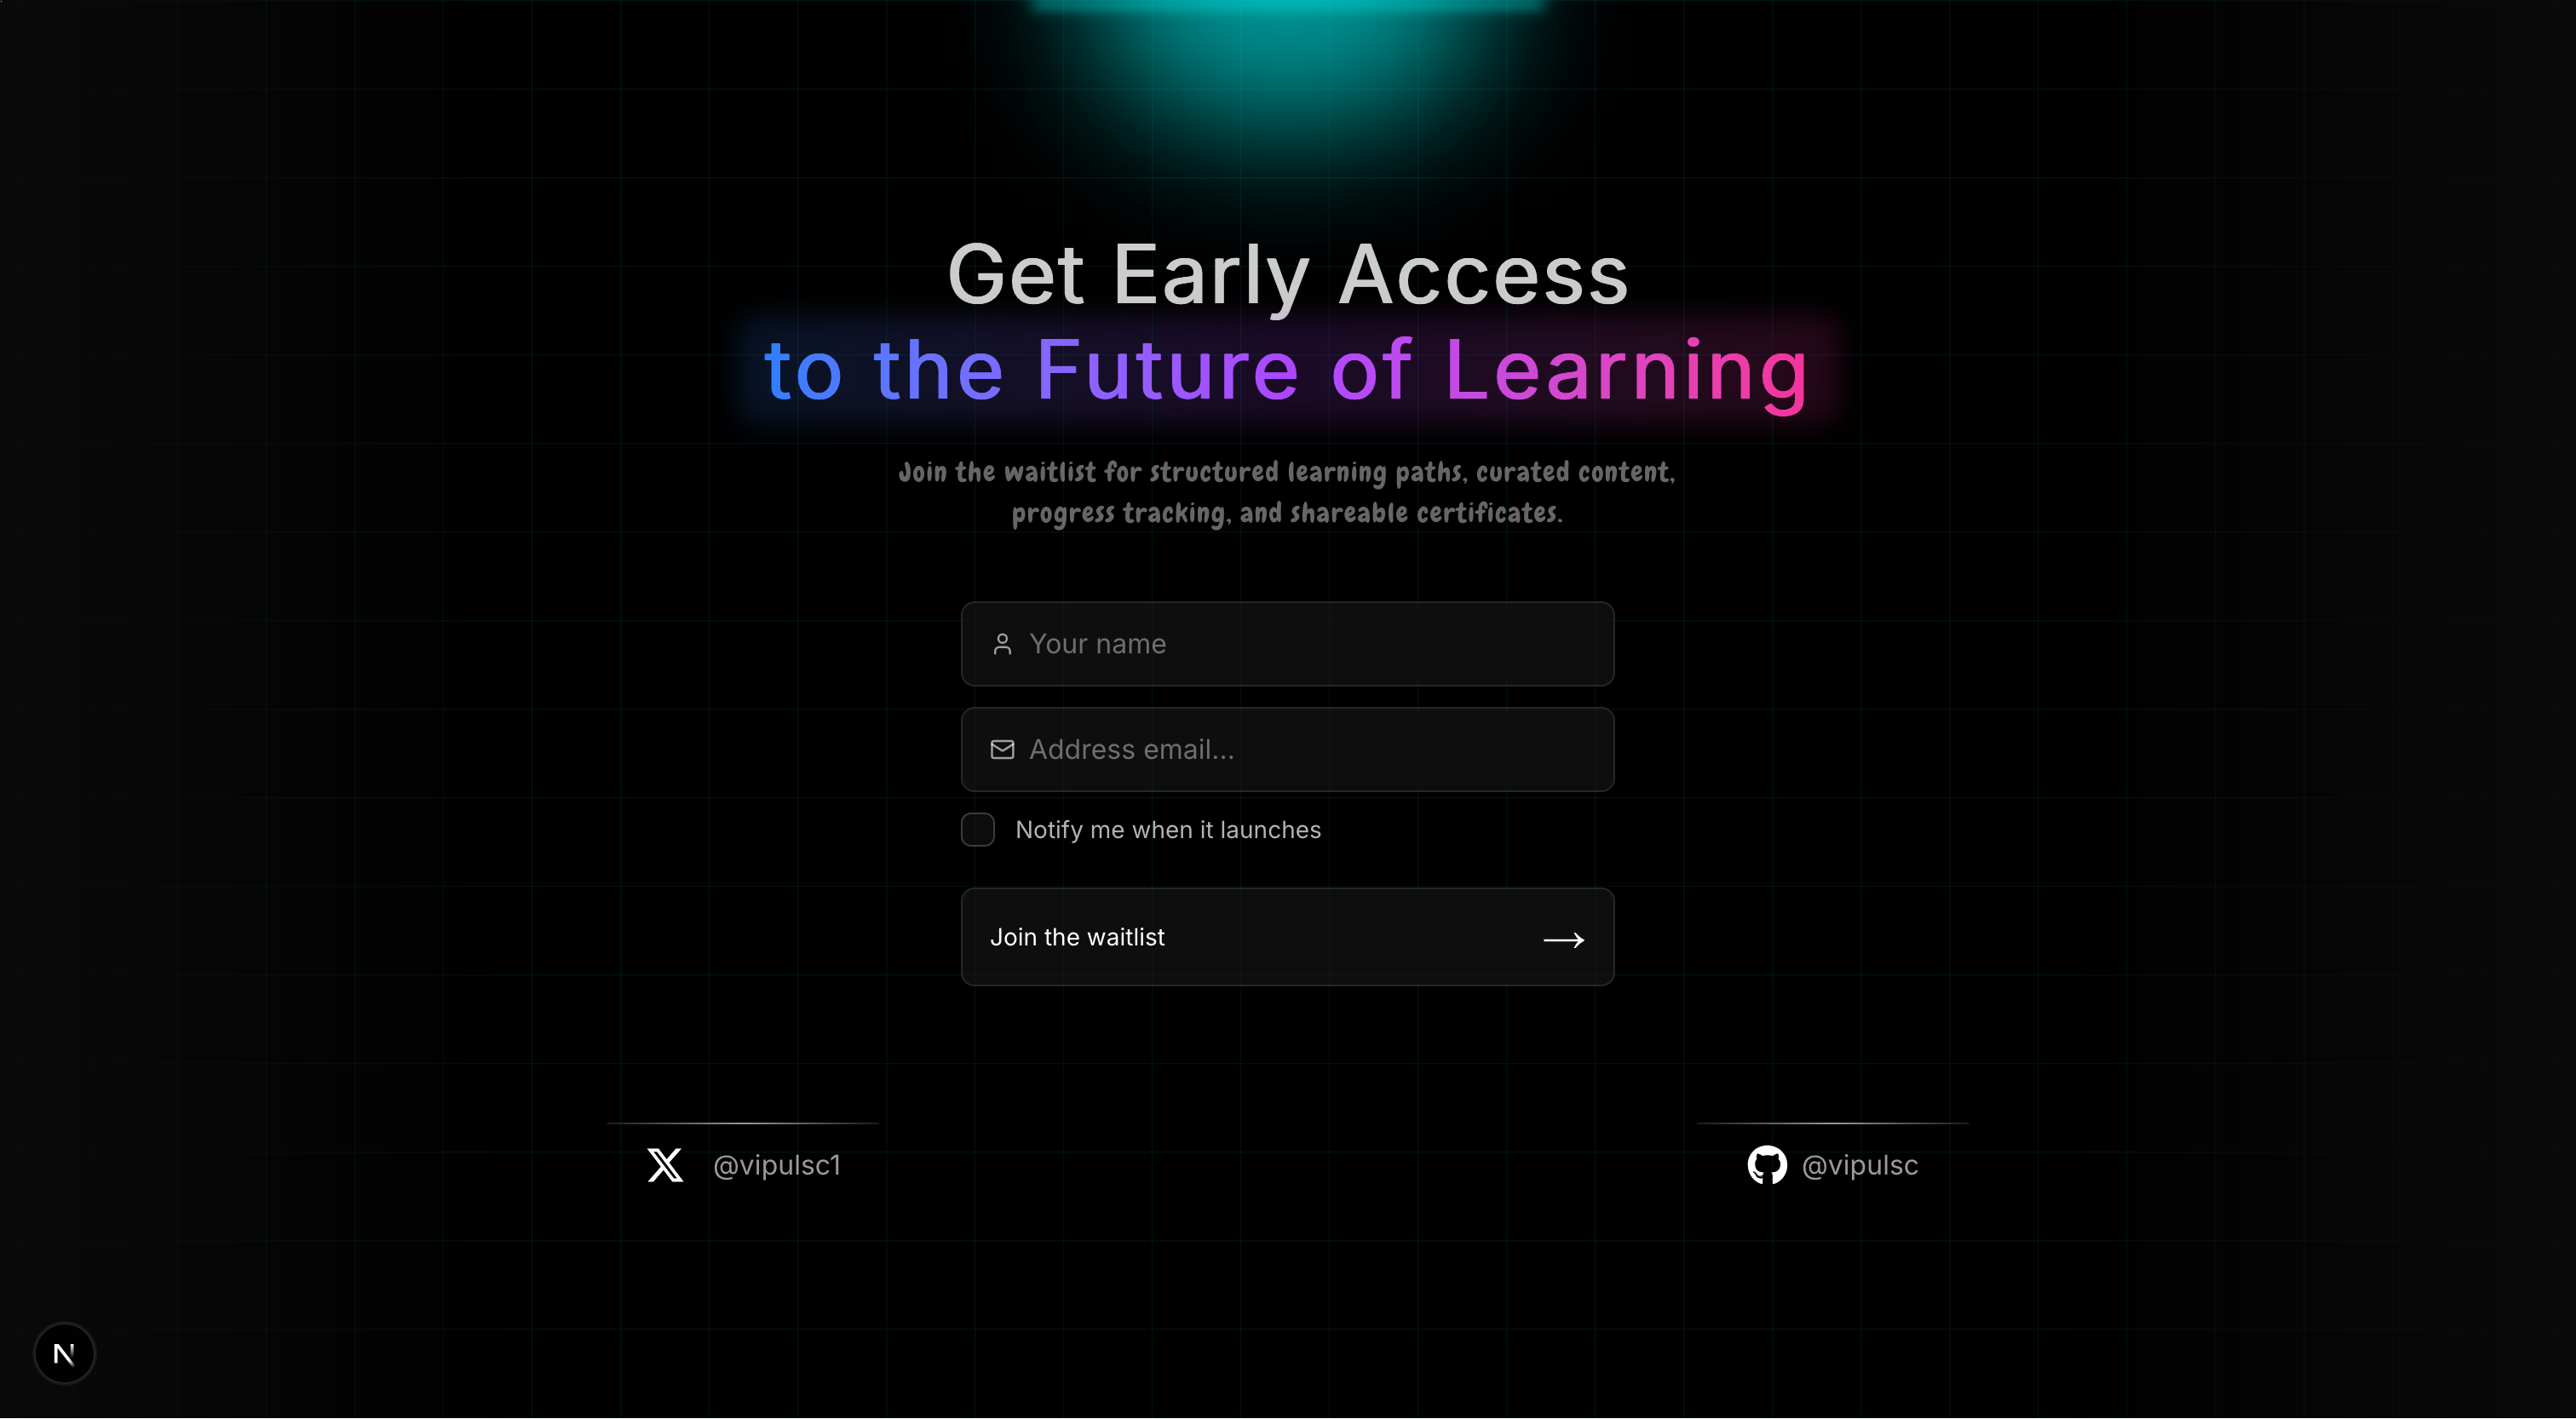 Get Early Access
to the Future of Learning
Join the waitlist for structured learning paths, curated content,
progress tracking, and shareable certificates.
Your name
Address email...
Notify me when it launches
Join the waitlist
@vipulsc1
@vipulsc
N